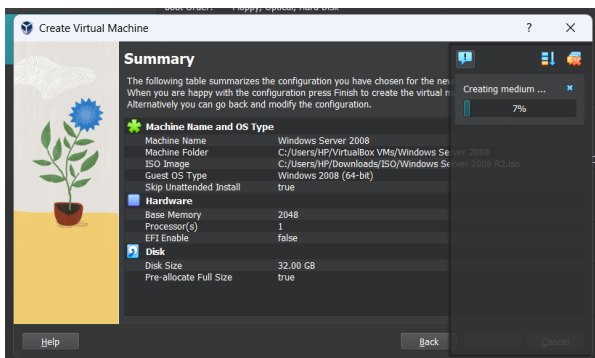 Boot Order: Floppy, Optical, Hard Disk
Create Virtual Machine
?
Summary
The following table summarizes the configuration you have chosen for the new
When you are happy with the configuration press Finish to create the virtual
Alternatively you can go back and modify the configuration.
Creating medium ...
7%
Machine Name and OS Type
Machine Name Windows Server 2008
Machine Folder C:/Users/HP/VirtualBox VMs/Windows Server 2008
ISO Image C:/Users/HP/Downloads/ISO/Windows Server 2008 R2.iso
Guest OS Type Windows 2008 (64-bit)
Skip Unattended Install true
Hardware
Base Memory 2048
Processor(s) 1
EFI Enable false
Disk
Disk Size 32.00 GB
Pre-allocate Full Size true
Help
Back
Cancel